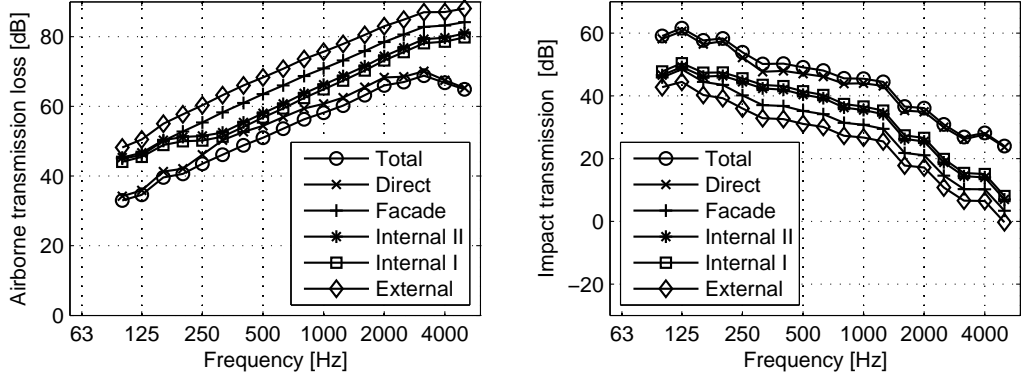 Airborne transmission loss [dB]
80
60
40
20
0
Total
Direct
Facade
Internal II
Internal I
External
63 125 250 500 1000 2000 4000
Frequency [Hz]
Impact transmission [dB]
60
40
20
0
−20
Total
Direct
Facade
Internal II
Internal I
External
63 125 250 500 1000 2000 4000
Frequency [Hz]